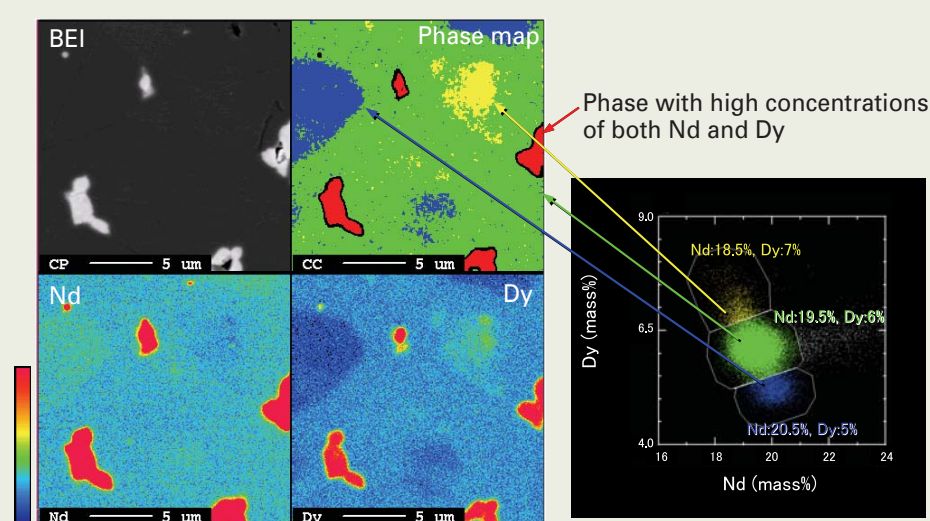 BEI
Phase map
Phase with high concentrations
of both Nd and Dy
CP 5 um
CC 5 um
Nd
Dy
Nd 5 um
Dy 5 um
9.0
6.5
4.0
Dy (mass%)
Nd:18.5%, Dy:7%
Nd:19.5%, Dy:6%
Nd:20.5%, Dy:5%
16 18 20 22 24
Nd (mass%)